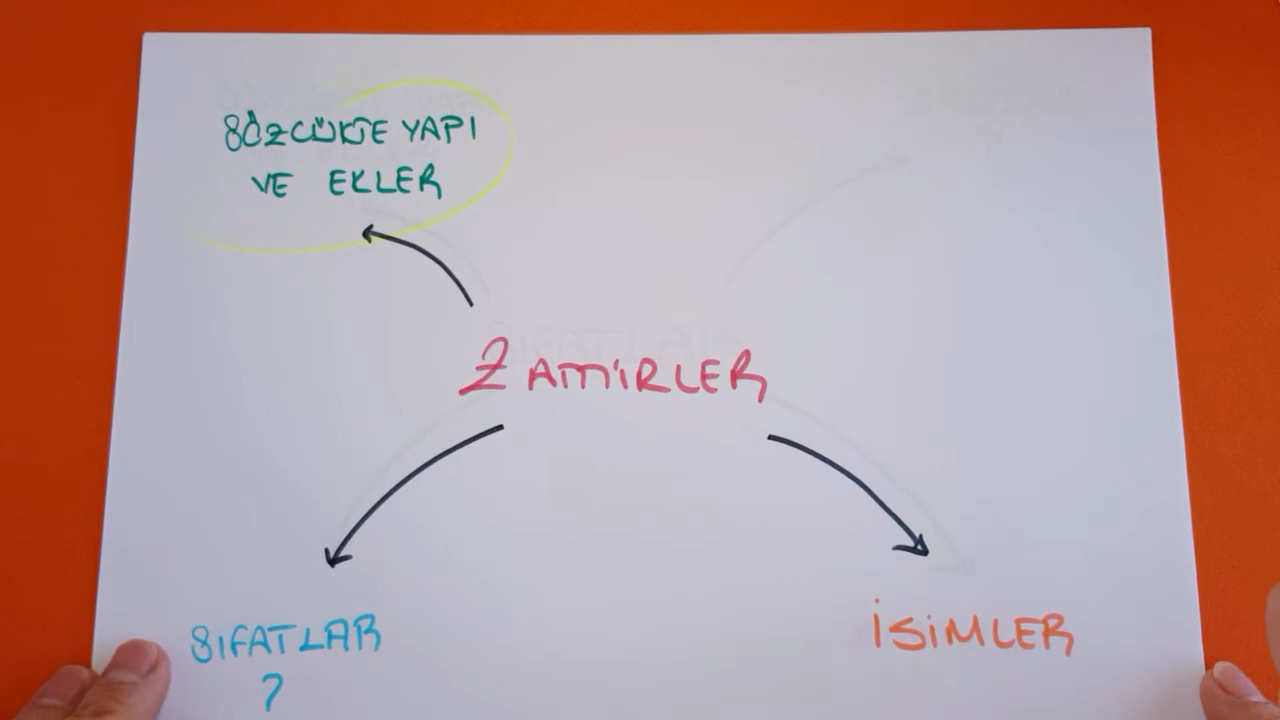 SÖZCÜKTE YAPI
VE EKLER
ZAMİRLER
SIFATLAR
?
İSİMLER